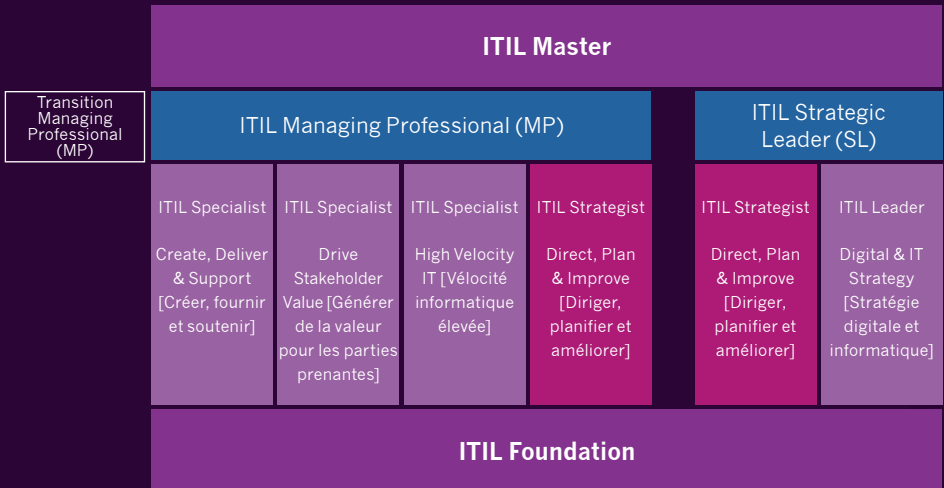 ITIL Master
Transition
Managing
Professional
(MP)
ITIL Managing Professional (MP)
ITIL Strategic
Leader (SL)
ITIL Specialist
Create, Deliver
& Support
[Créer, fournir
et soutenir]
ITIL Specialist
Drive
Stakeholder
Value [Générer
de la valeur
pour les parties
prenantes]
ITIL Specialist
High Velocity
IT [Vélocité
informatique
élevée]
ITIL Strategist
Direct, Plan
& Improve
[Diriger,
planifier et
améliorer]
ITIL Strategist
Direct, Plan
& Improve
[Diriger,
planifier et
améliorer]
ITIL Leader
Digital & IT
Strategy
[Stratégie
digitale et
informatique]
ITIL Foundation